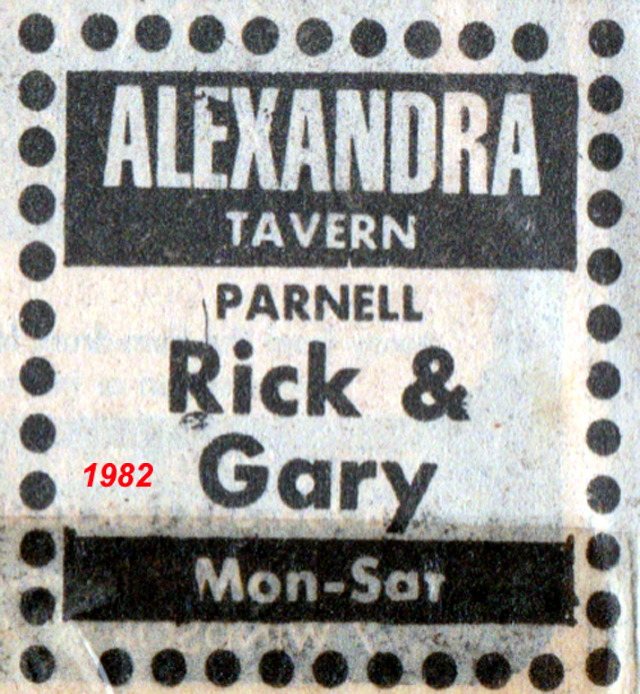 ALEXANDRA
TAVERN
PARNELL
Rick &
Gary
1982
Mon-Sat